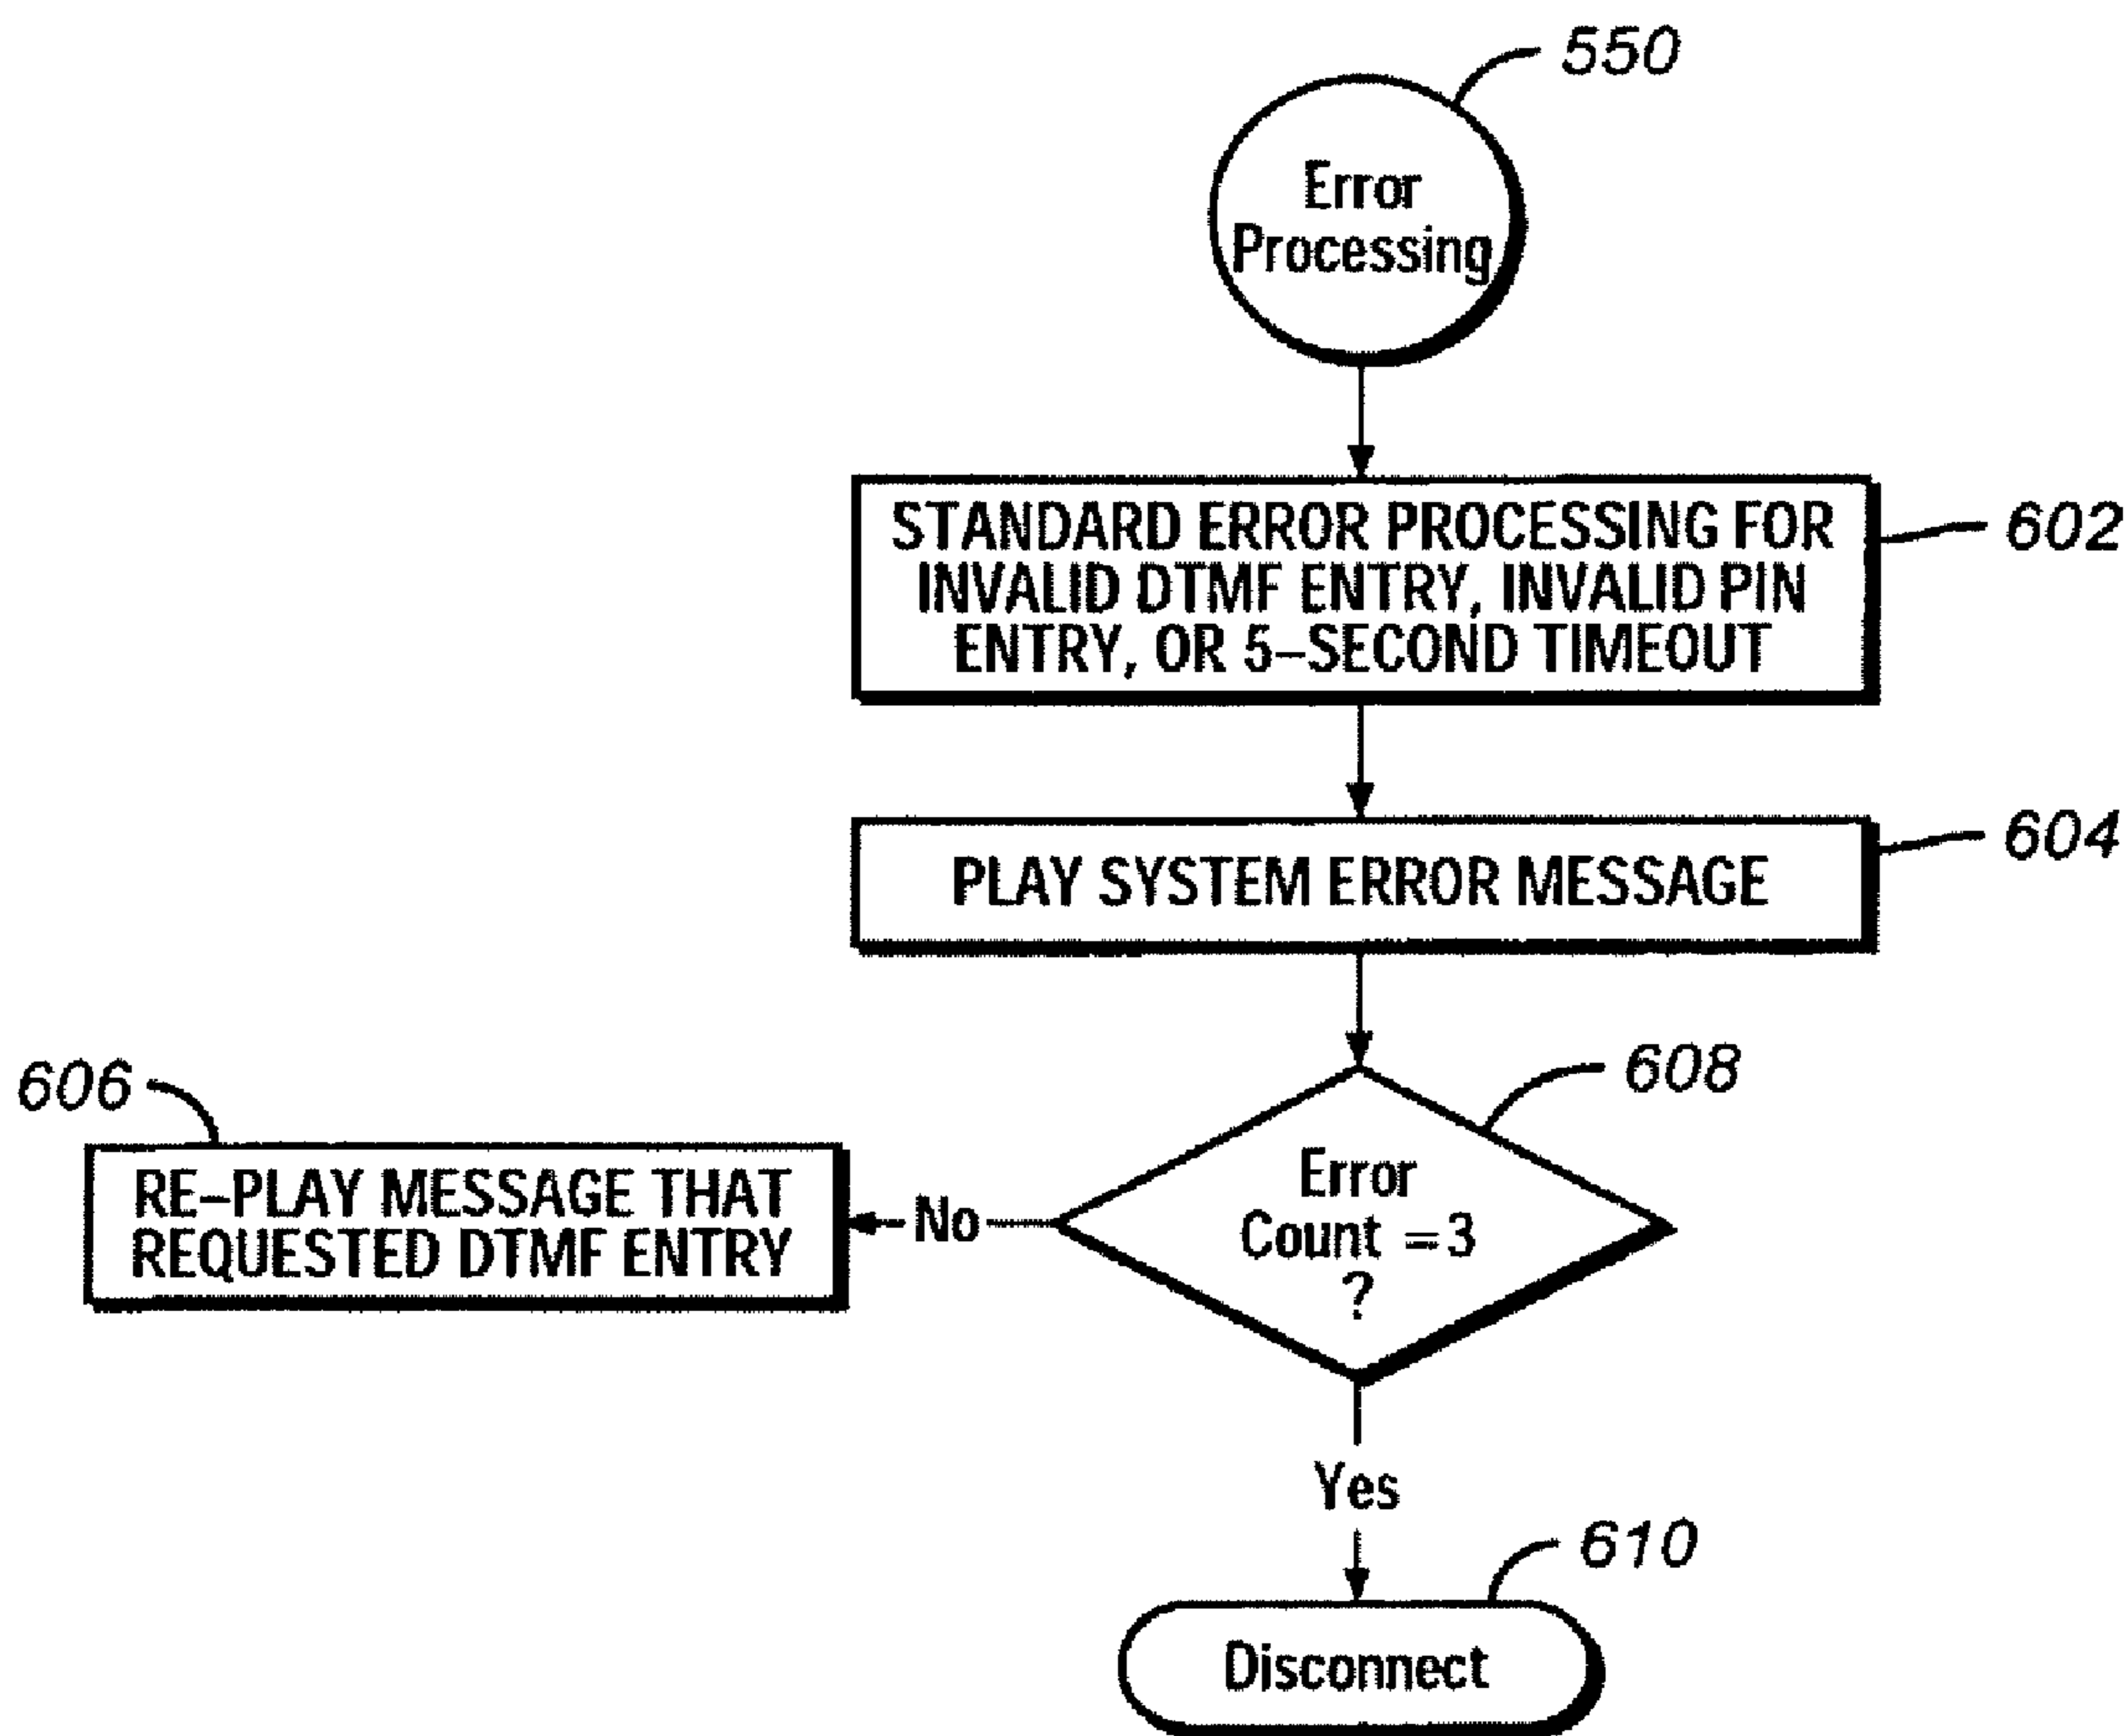 550
Error
Processing
STANDARD ERROR PROCESSING FOR
INVALID DTMF ENTRY, INVALID PIN
ENTRY, OR 5–SECOND TIMEOUT
602
PLAY SYSTEM ERROR MESSAGE
604
606
608
RE–PLAY MESSAGE THAT
REQUESTED DTMF ENTRY
No
Error
Count =3
?
Yes
610
Disconnect